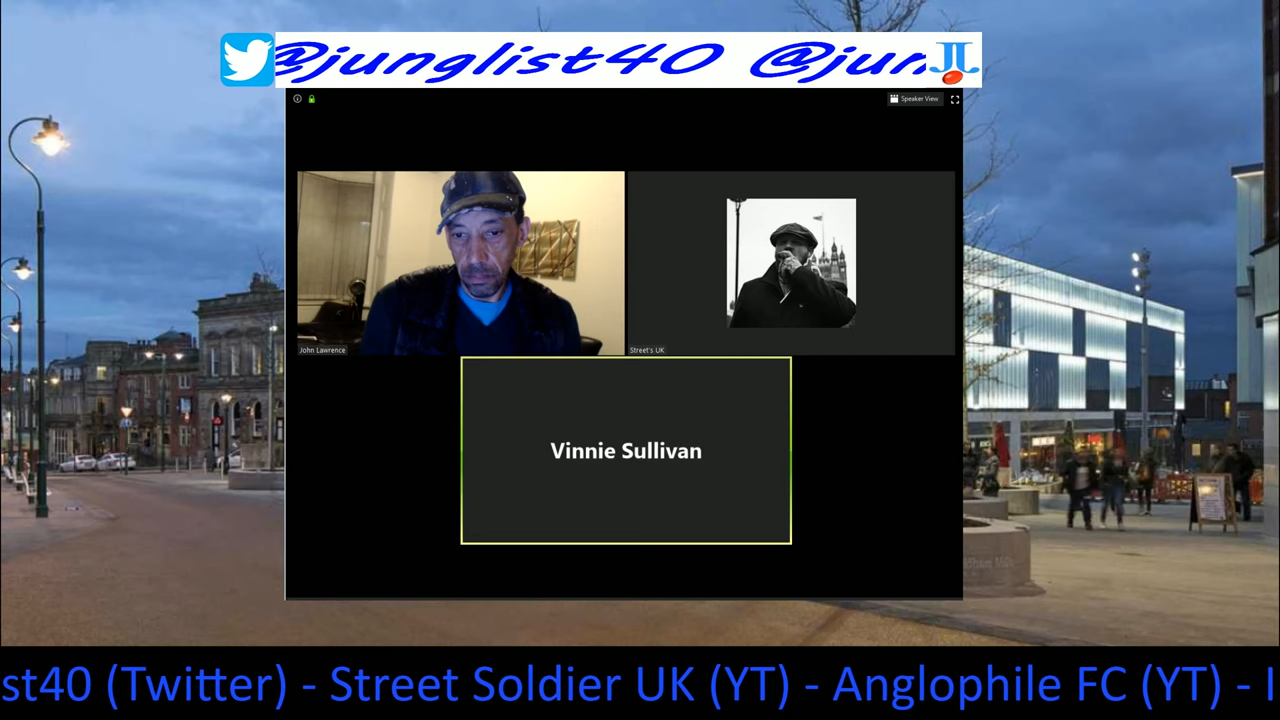 @junglist40 @jun
Speaker View
John Lawrence
Street's UK
Vinnie Sullivan
st40 (Twitter) - Street Soldier UK (YT) - Anglophile FC (YT) - I